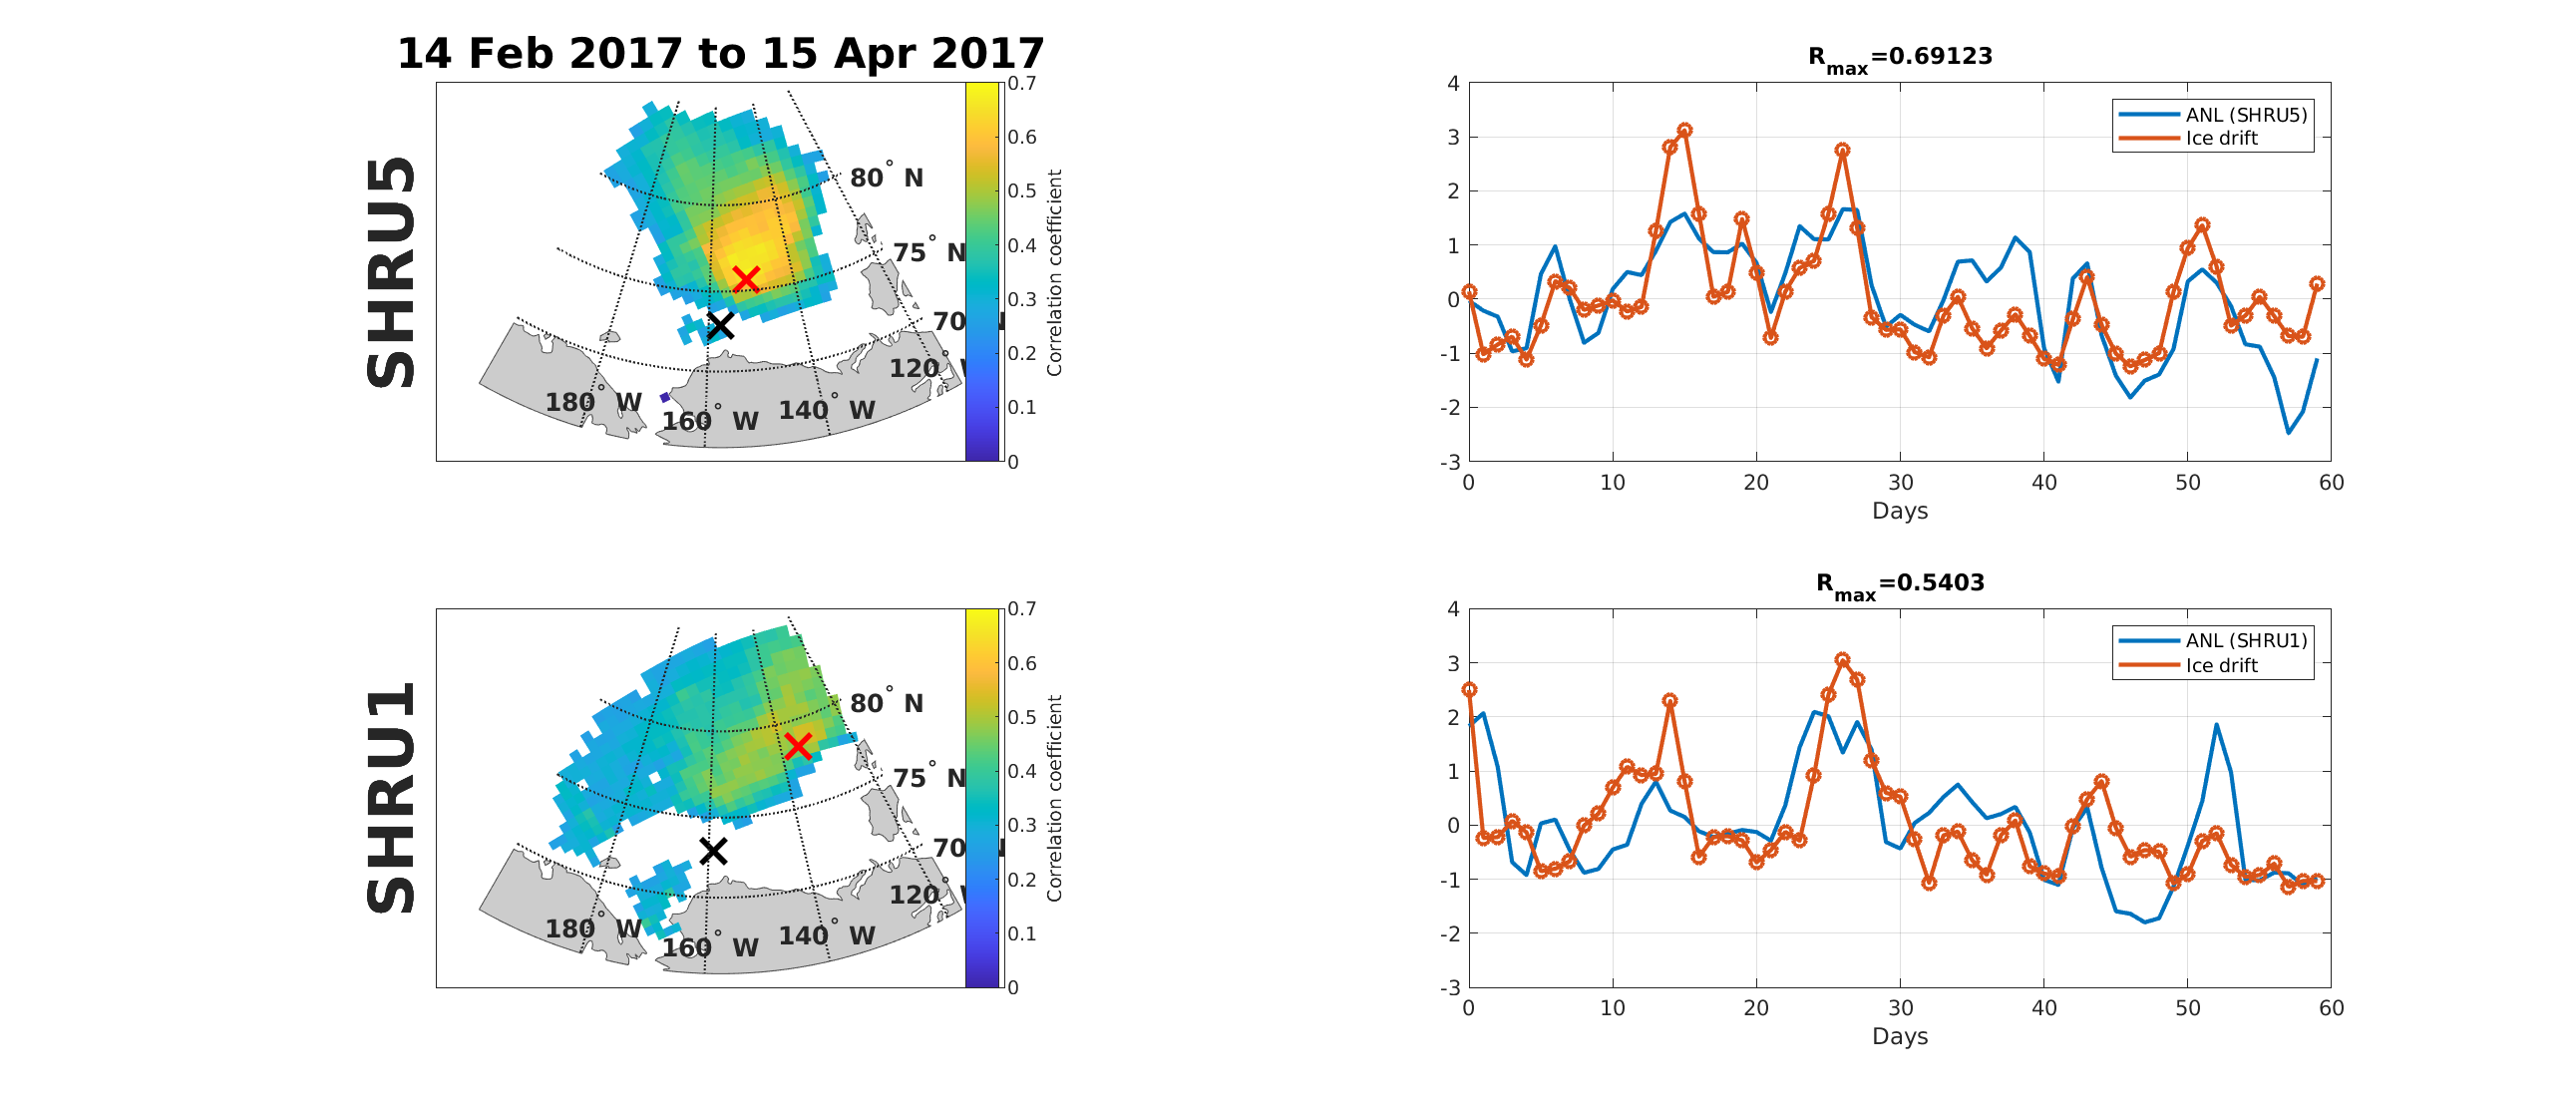 14 Feb 2017 to 15 Apr 2017
SHRU5
80° N
75° N
70
120°
180° W
160° W
140° W
0.7
0.6
0.5
0.4
0.3
0.2
0.1
0
Correlation coefficient
Rmax=0.69123
4
3
2
1
0
-1
-2
-3
0 10 20 30 40 50 60
Days
ANL (SHRU5)
Ice drift
SHRU1
80° N
75° N
70
120°
180° W
160° W
140° W
0.7
0.6
0.5
0.4
0.3
0.2
0.1
0
Correlation coefficient
Rmax=0.5403
4
3
2
1
0
-1
-2
-3
0 10 20 30 40 50 60
Days
ANL (SHRU1)
Ice drift